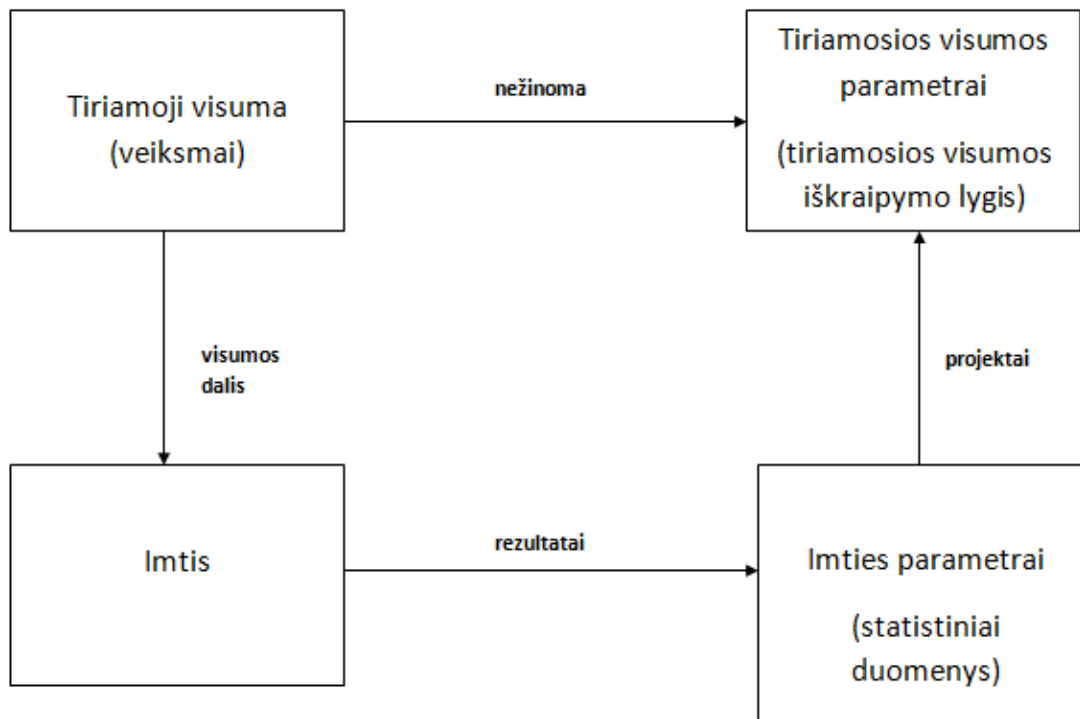 Tiriamoji visuma
(veiksmai)
nežinoma
Tiriamosios visumos
parametrai
(tiriamosios visumos
iškraipymo lygis)
visumos
dalis
projektai
Imtis
rezultatai
Imties parametrai
(statistiniai
duomenys)